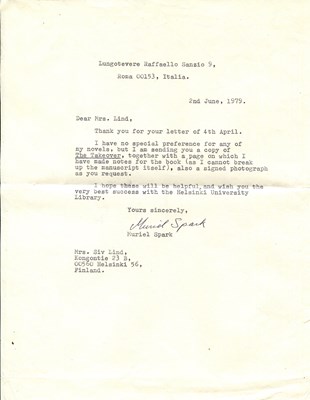 Lungotevere Raffaello Sanzio 9,
Roma 00153, Italia.
2nd June, 1979.
Dear Mrs. Lind,
Thank you for your letter of 4th April.
I have no special preference for any of
my novels, but I am sending you a copy of
The Takeover, together with a page on which I
have made notes for the book (as I cannot break
up the manuscript itself), also a signed photograph
as you request.
I hope these will be helpful, and wish you the
very best success with the Helsinki University
Library.
Yours sincerely,
Muriel Spark
Muriel Spark
Mrs. Siv Lind,
Kongontie 23 B,
00560 Helsinki 56,
Finland.